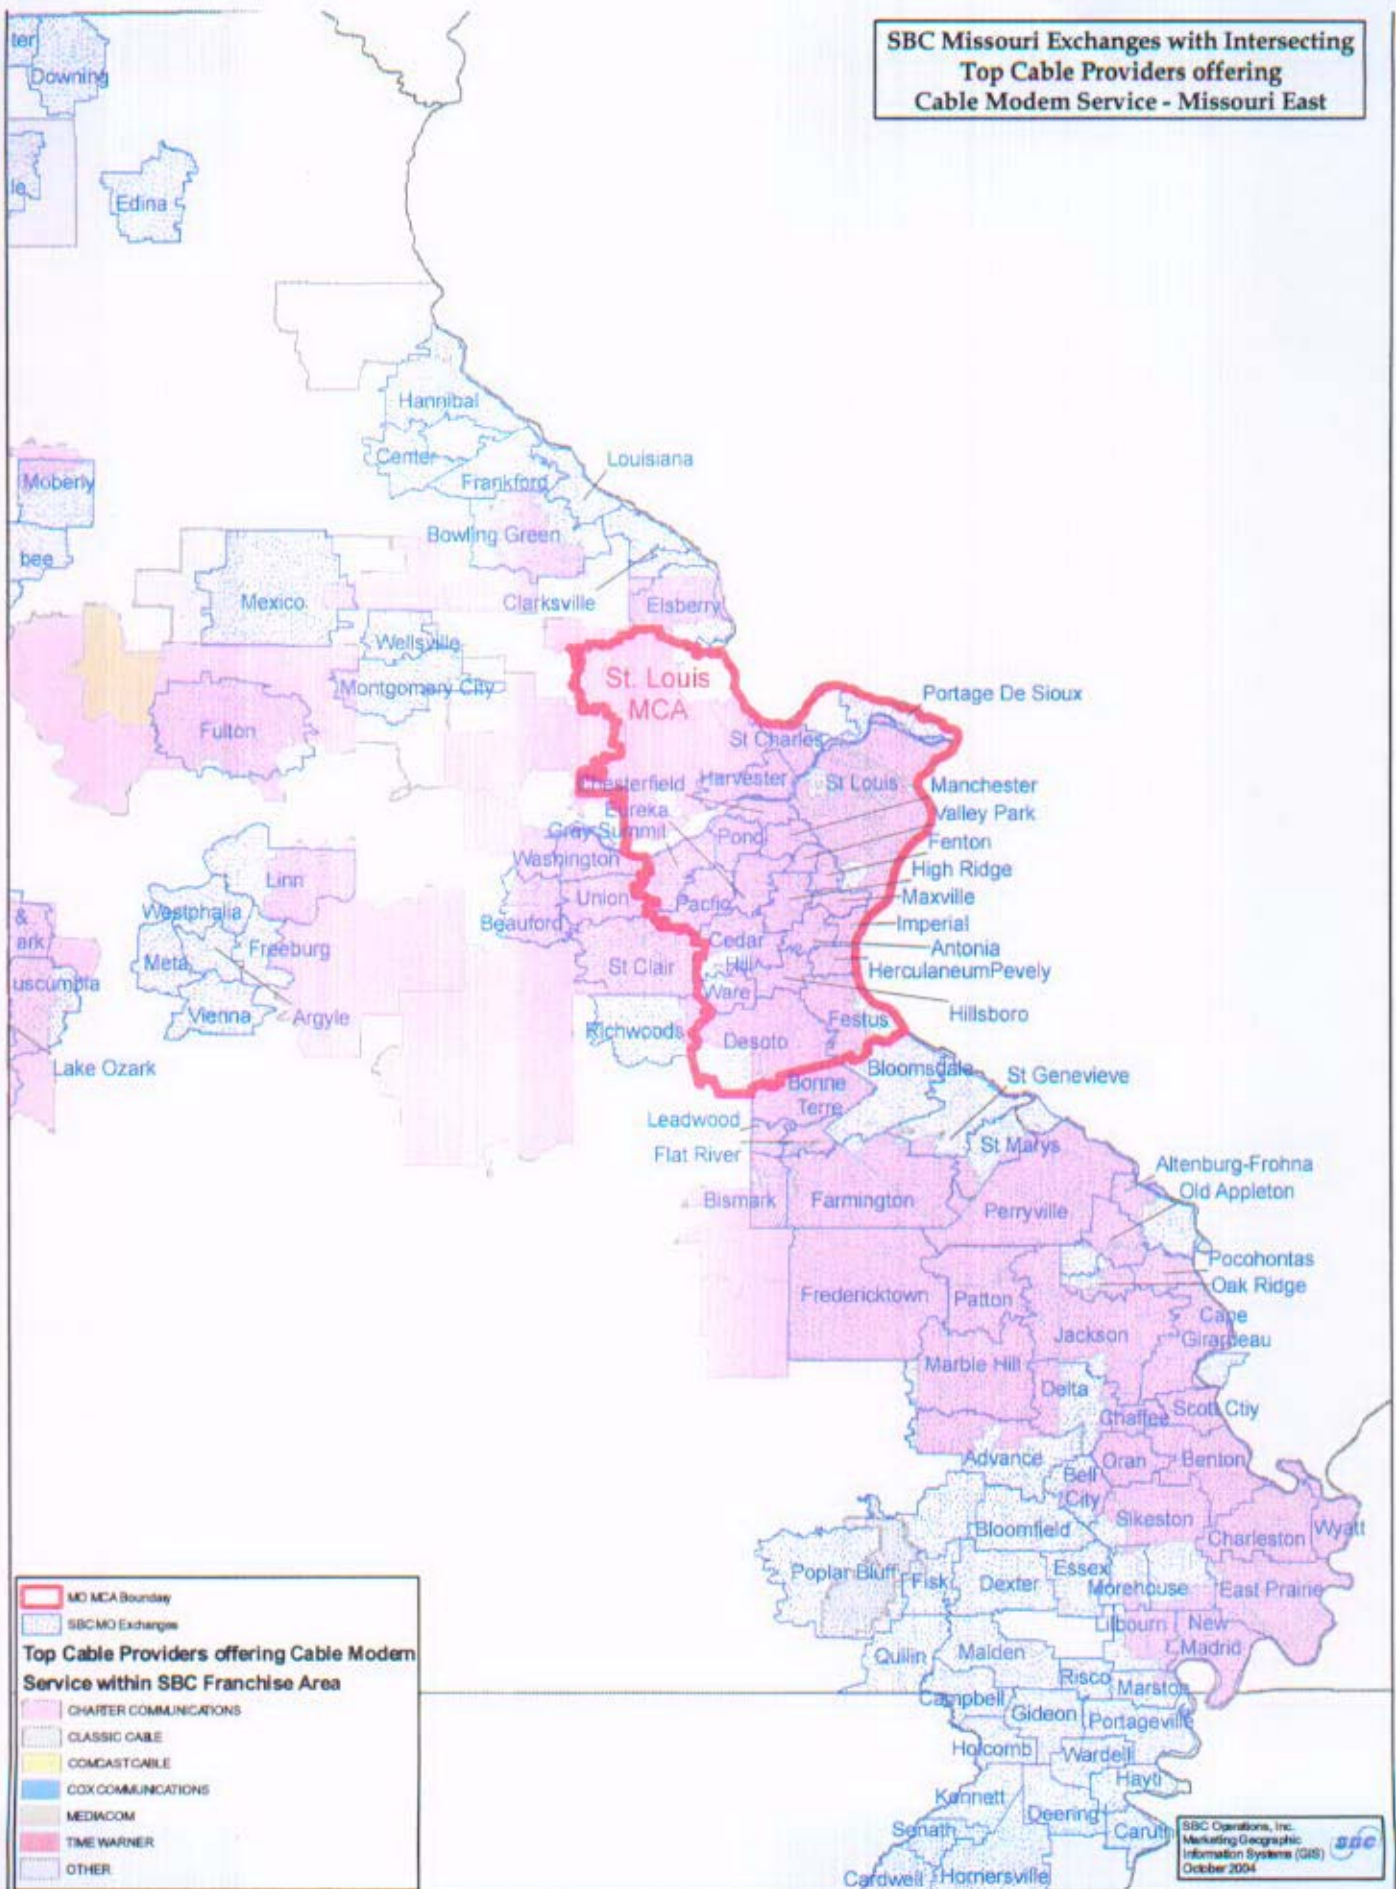 SBC Missouri Exchanges with Intersecting
Top Cable Providers offering
Cable Modem Service - Missouri East
ter
Downing
le
Edina
Hannibal
Center
Louisiana
Frankford
Moberly
Bowling Green
bee
Mexico
Clarksville
Elsberry
Wellsville
St. Louis
MCA
Montgomery City
Portage De Sioux
Fulton
St Charles
Chesterfield
Harvester
St Louis
Manchester
Eureka
Valley Park
Gray Summit
Pond
Fenton
Washington
High Ridge
Linn
Union
Pacific
Maxville
Westphalia
&
Beauford
Imperial
ark
Freeburg
Cedar
Hill
Antonia
Meta
St Clair
HerculaneumPevely
uscumbia
Ware
Vienna
Argyle
Richwoods
Festus
Hillsboro
Desoto
Lake Ozark
Bloomsdale
St Genevieve
Bonne
Terre
Leadwood
St Marys
Flat River
Altenburg-Frohna
Bismark
Farmington
Perryville
Old Appleton
Pocohontas
Oak Ridge
Fredericktown
Patton
Cape
Girardeau
Jackson
Marble Hill
Delta
Scott Ctiy
Chaffee
Advance
Oran
Benton
Bell
City
Sikeston
Bloomfield
Charleston
Wyatt
Poplar Bluff
Fisk
Dexter
Essex
Morehouse
East Prairie
Lilbourn
New
Madrid
Quilin
Malden
Risco
Marston
Campbell
Gideon
Portageville
Holcomb
Wardell
Hayti
Kennett
Deering
Senath
Caruth
Cardwell
Hornersville
MO MCA Boundary
SBC MO Exchanges
Top Cable Providers offering Cable Modem
Service within SBC Franchise Area
CHARTER COMMUNICATIONS
CLASSIC CABLE
COMCAST CABLE
COX COMMUNICATIONS
MEDIACOM
TIME WARNER
OTHER
SBC Operations, Inc.
Marketing Geographic
Information Systems (GIS)
October 2004
SBC